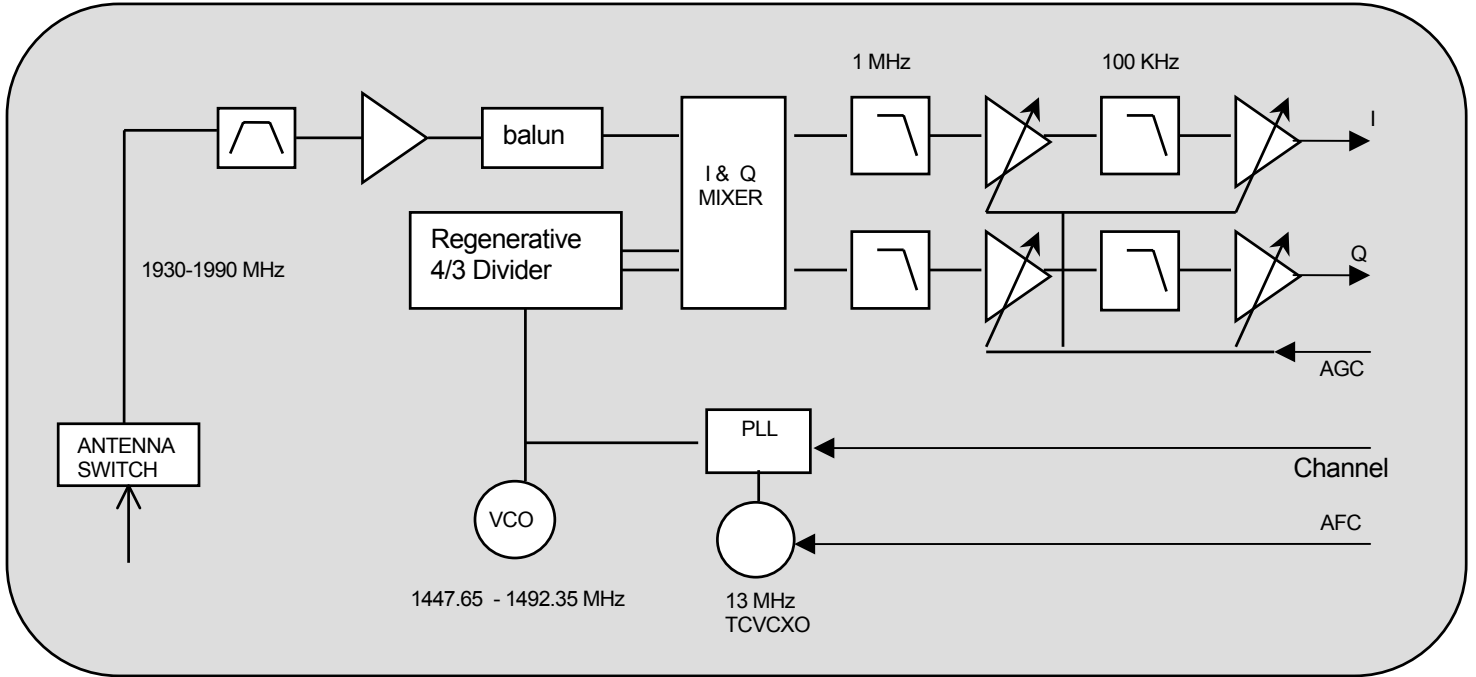 1 MHz
100 KHz
balun
I & Q
MIXER
I
Regenerative
4/3 Divider
1930-1990 MHz
Q
AGC
ANTENNA
SWITCH
PLL
Channel
VCO
AFC
1447.65 - 1492.35 MHz
13 MHz
TCVCXO